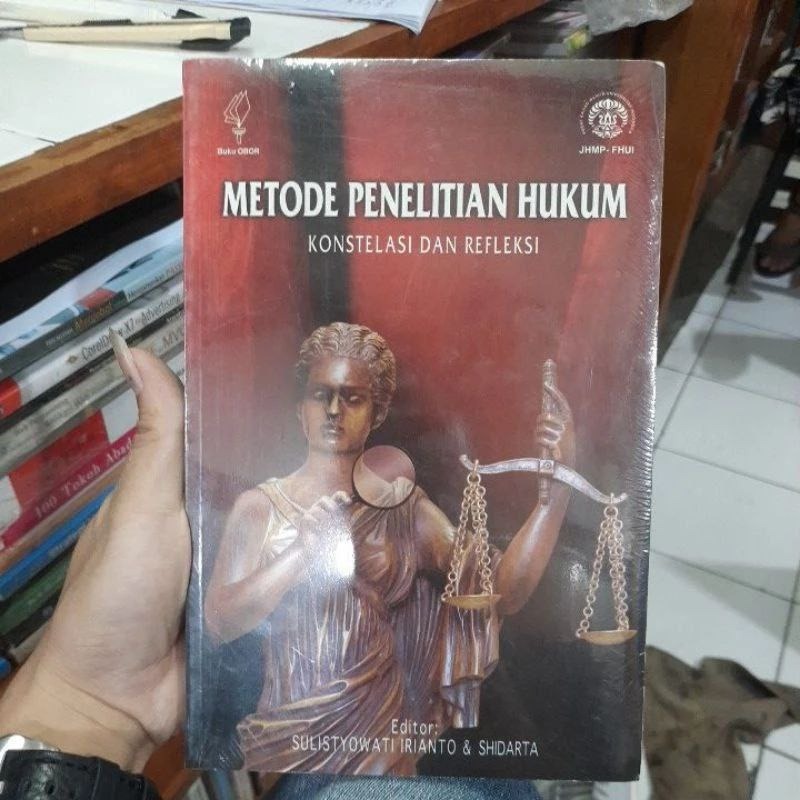 Buku OBOR
JHMP - FHUI
METODE PENELITIAN HUKUM
KONSTELASI DAN REFLEKSI
Editor:
SULISTYOWATI IRIANTO & SHIDARTA
CorelDraw X7 Advertising
100 Tokoh Abad